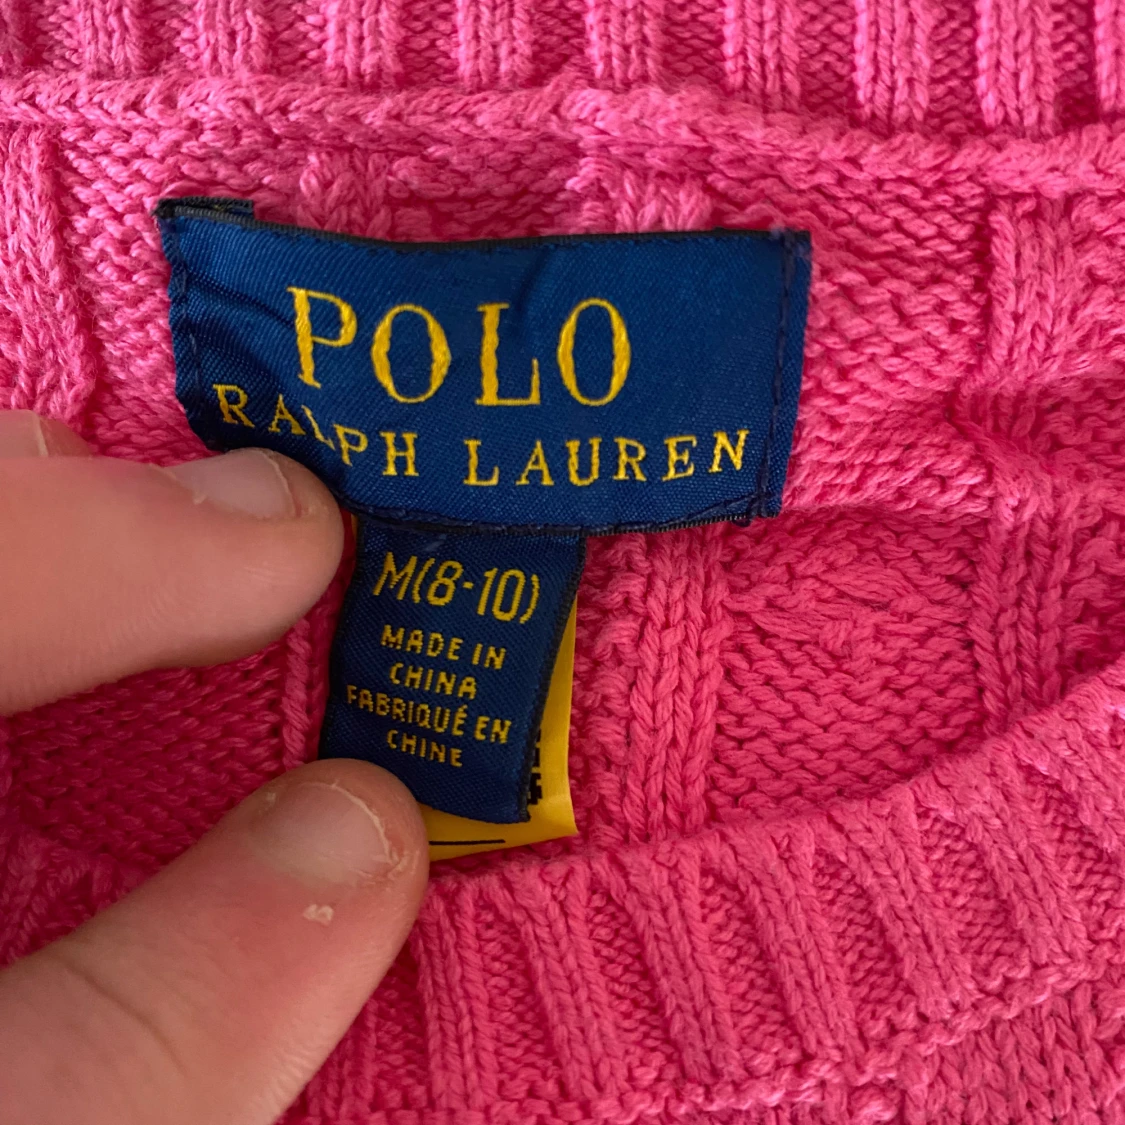 POLO
RALPH LAUREN
M(8-10)
MADE IN
CHINA
FABRIQUÉ EN
CHINE